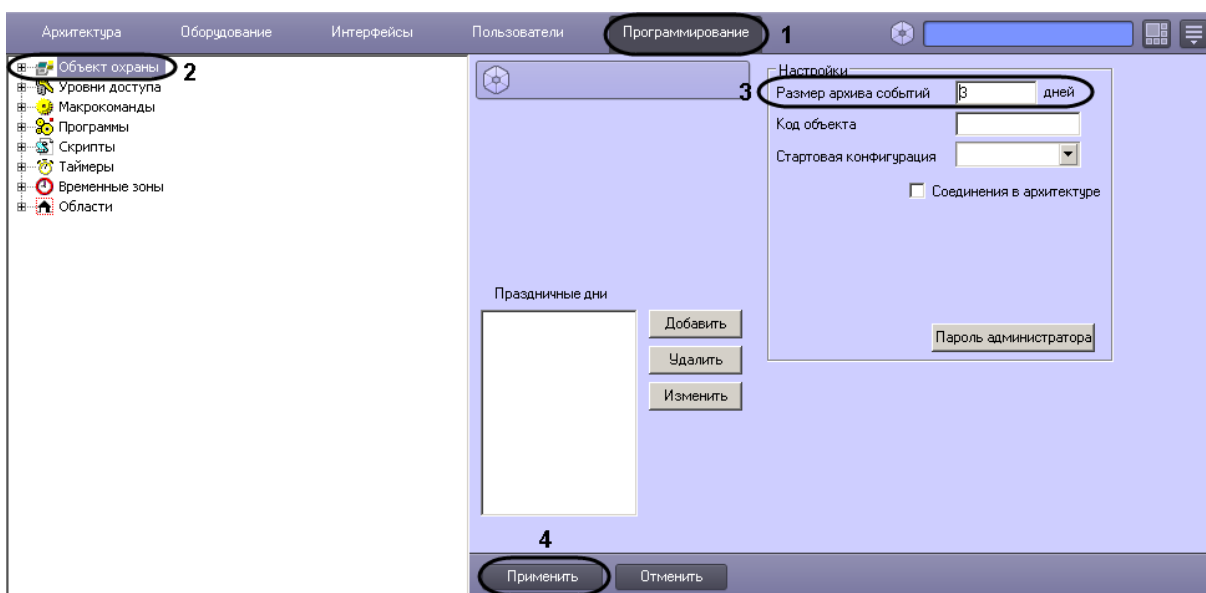 Архитектура Оборудование Интерфейсы Пользователи Программирование 1
Объект охраны 2
Уровни доступа
Макрокоманды
Программы
Скрипты
Таймеры
Временные зоны
Области
Настройки
3 Размер архива событий 3 дней
Код объекта
Стартовая конфигурация
Соединения в архитектуре
Пароль администратора
Праздничные дни
Добавить
Удалить
Изменить
4
Применить Отменить